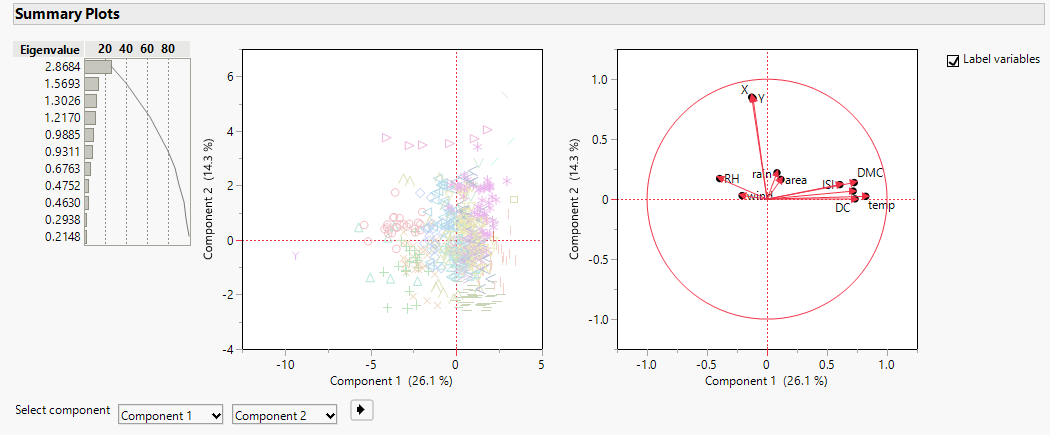 Summary Plots
Eigenvalue 20 40 60 80
2.8684
1.5693
1.3026
1.2170
0.9885
0.9311
0.6763
0.4752
0.4630
0.2938
0.2148
Component 2 (14.3 %)
6
4
2
0
-2
-4
-10 -5 0 5
Component 1 (26.1 %)
Component 2 (14.3 %)
1.0
0.5
0
-0.5
-1.0
X
Y
RH
rain
area
wind
ISI
DMC
DC
temp
-1.0 -0.5 0 0.5 1.0
Component 1 (26.1 %)
Label variables
Select component Component 1 Component 2